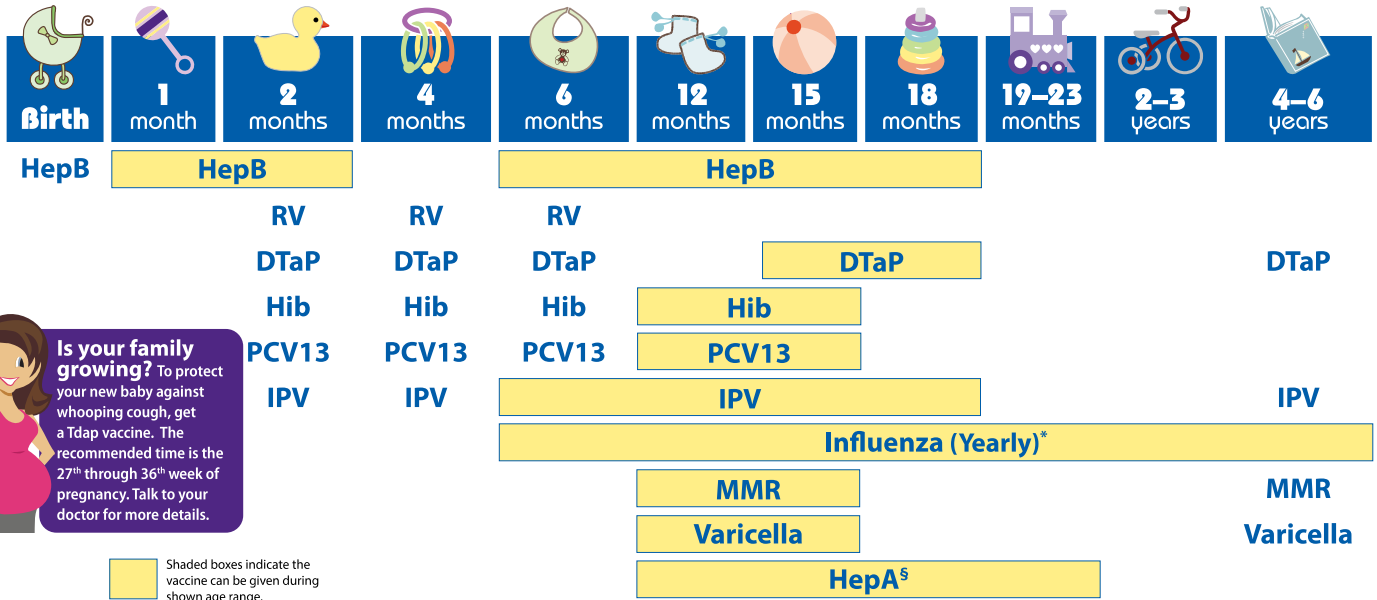 Birth
1 month
2 months
4 months
6 months
12 months
15 months
18 months
19–23 months
2–3 years
4–6 years
HepB HepB HepB
RV RV RV
DTaP DTaP DTaP DTaP DTaP
Hib Hib Hib Hib
PCV13 PCV13 PCV13 PCV13
IPV IPV IPV IPV
Influenza (Yearly)*
MMR MMR
Varicella Varicella
HepA§
Is your family
growing? To protect
your new baby against
whooping cough, get
a Tdap vaccine. The
recommended time is the
27th through 36th week of
pregnancy. Talk to your
doctor for more details.
Shaded boxes indicate the
vaccine can be given during
shown age range.